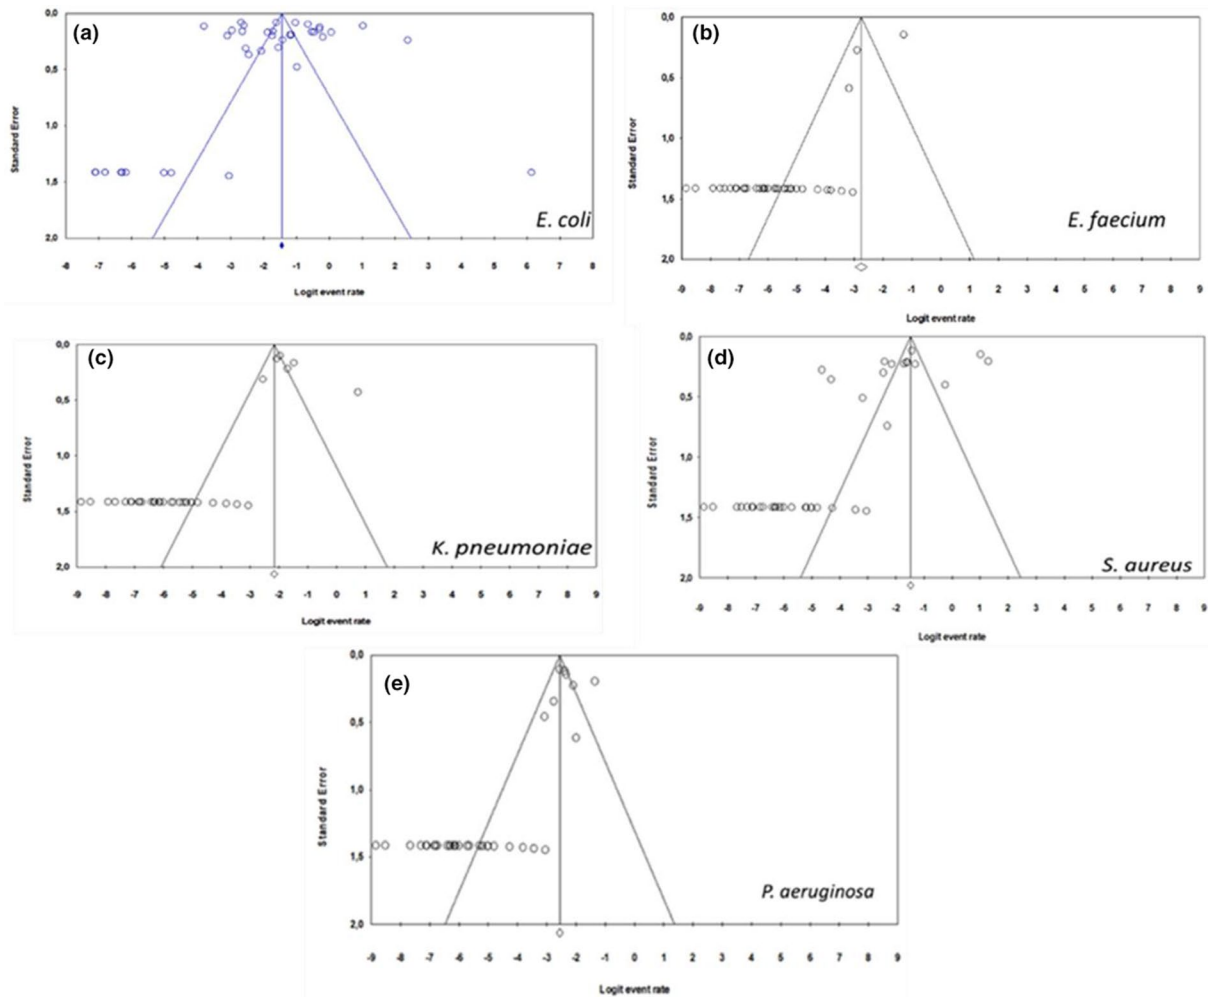 (a)
Standard Error
0,0
0,5
1,0
1,5
2,0
E. coli
-8 -7 -6 -5 -4 -3 -2 -1 0 1 2 3 4 5 6 7 8
Logit event rate
(b)
Standard Error
0,0
0,5
1,0
1,5
2,0
E. faecium
-9 -8 -7 -6 -5 -4 -3 -2 -1 0 1 2 3 4 5 6 7 8 9
Logit event rate
(c)
Standard Error
0,0
0,5
1,0
1,5
2,0
K. pneumoniae
-9 -8 -7 -6 -5 -4 -3 -2 -1 0 1 2 3 4 5 6 7 8 9
Logit event rate
(d)
Standard Error
0,0
0,5
1,0
1,5
2,0
S. aureus
-9 -8 -7 -6 -5 -4 -3 -2 -1 0 1 2 3 4 5 6 7 8 9
Logit event rate
(e)
Standard Error
0,0
0,5
1,0
1,5
2,0
P. aeruginosa
-9 -8 -7 -6 -5 -4 -3 -2 -1 0 1 2 3 4 5 6 7 8 9
Logit event rate